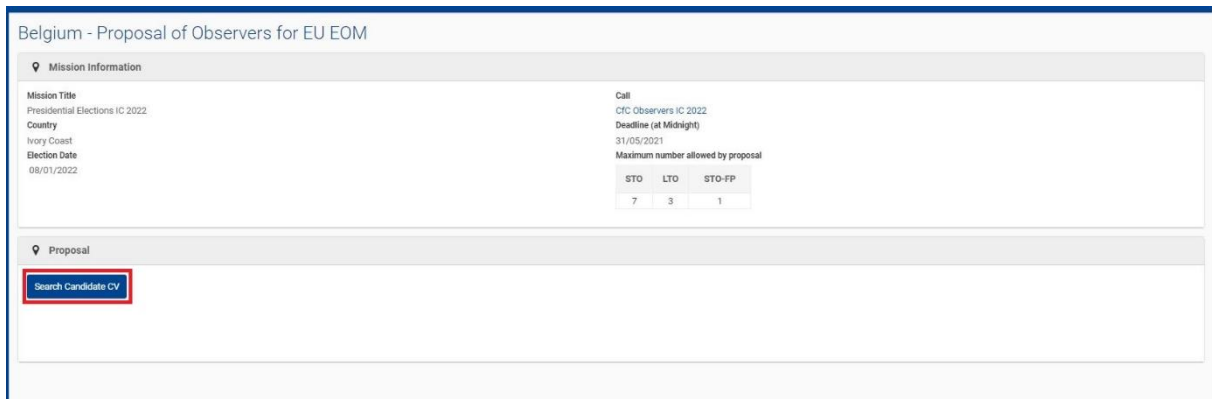 Belgium - Proposal of Observers for EU EOM
Mission Information
Mission Title
Presidential Elections IC 2022
Country
Ivory Coast
Election Date
08/01/2022
Call
CfC Observers IC 2022
Deadline (at Midnight)
31/05/2021
Maximum number allowed by proposal
STO LTO STO-FP
7 3 1
Proposal
Search Candidate CV